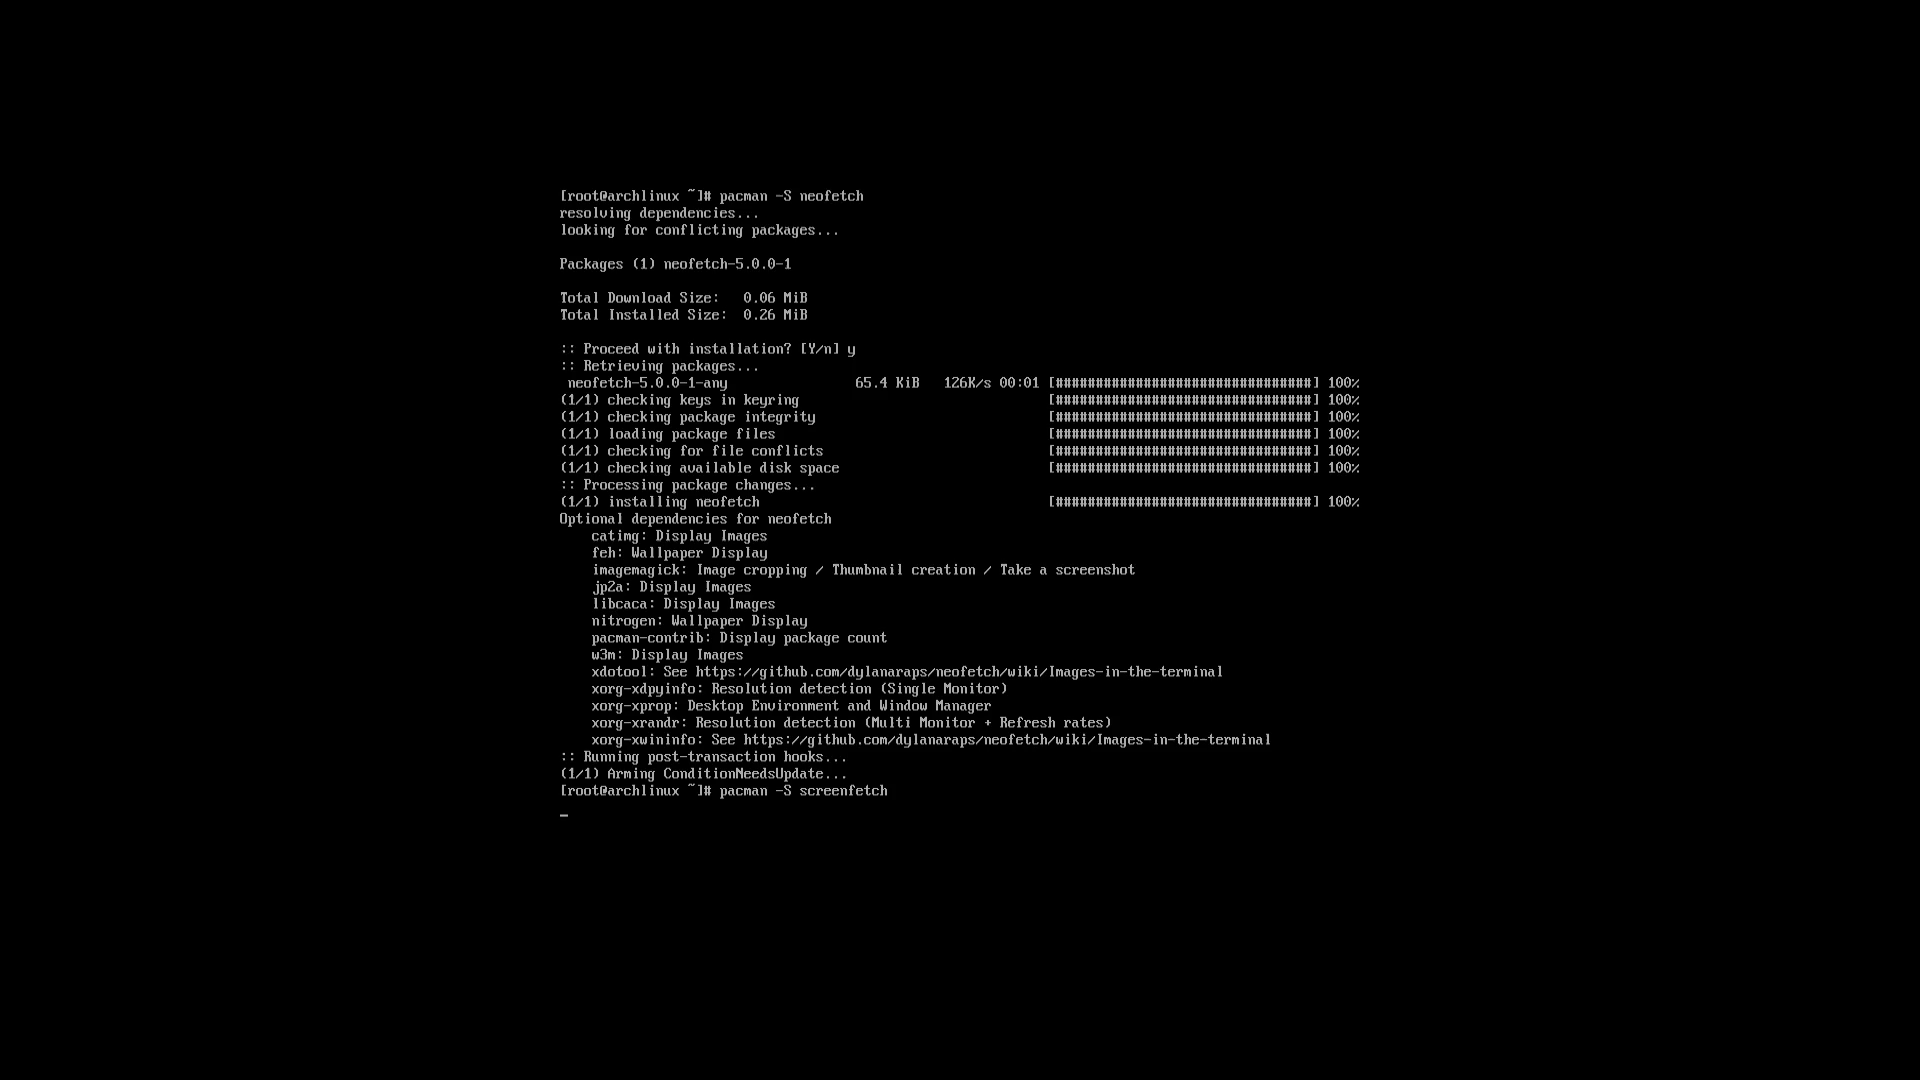 [root@archlinux ~]# pacman -S neofetch
resolving dependencies...
looking for conflicting packages...

Packages (1) neofetch-5.0.0-1

Total Download Size:   0.06 MiB
Total Installed Size:  0.26 MiB

:: Proceed with installation? [Y/n] y
:: Retrieving packages...
 neofetch-5.0.0-1-any                65.4 KiB   126K/s 00:01 [################################] 100%
(1/1) checking keys in keyring                               [################################] 100%
(1/1) checking package integrity                             [################################] 100%
(1/1) loading package files                                  [################################] 100%
(1/1) checking for file conflicts                            [################################] 100%
(1/1) checking available disk space                          [################################] 100%
:: Processing package changes...
(1/1) installing neofetch                                    [################################] 100%
Optional dependencies for neofetch
    catimg: Display Images
    feh: Wallpaper Display
    imagemagick: Image cropping / Thumbnail creation / Take a screenshot
    jp2a: Display Images
    libcaca: Display Images
    nitrogen: Wallpaper Display
    pacman-contrib: Display package count
    w3m: Display Images
    xdotool: See https://github.com/dylanaraps/neofetch/wiki/Images-in-the-terminal
    xorg-xdpyinfo: Resolution detection (Single Monitor)
    xorg-xprop: Desktop Environment and Window Manager
    xorg-xrandr: Resolution detection (Multi Monitor + Refresh rates)
    xorg-xwininfo: See https://github.com/dylanaraps/neofetch/wiki/Images-in-the-terminal
:: Running post-transaction hooks...
(1/1) Arming ConditionNeedsUpdate...
[root@archlinux ~]# pacman -S screenfetch